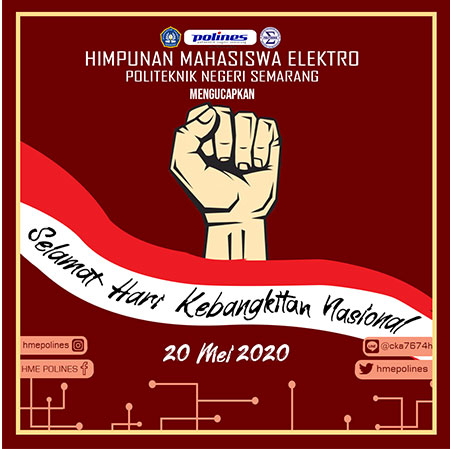 polines
HIMPUNAN MAHASISWA ELEKTRO
POLITEKNIK NEGERI SEMARANG
MENGUCAPKAN
Selamat Hari Kebangkitan Nasional
20 Mei 2020
hmepolines
HME POLINES
@cka7674h
hmepolines